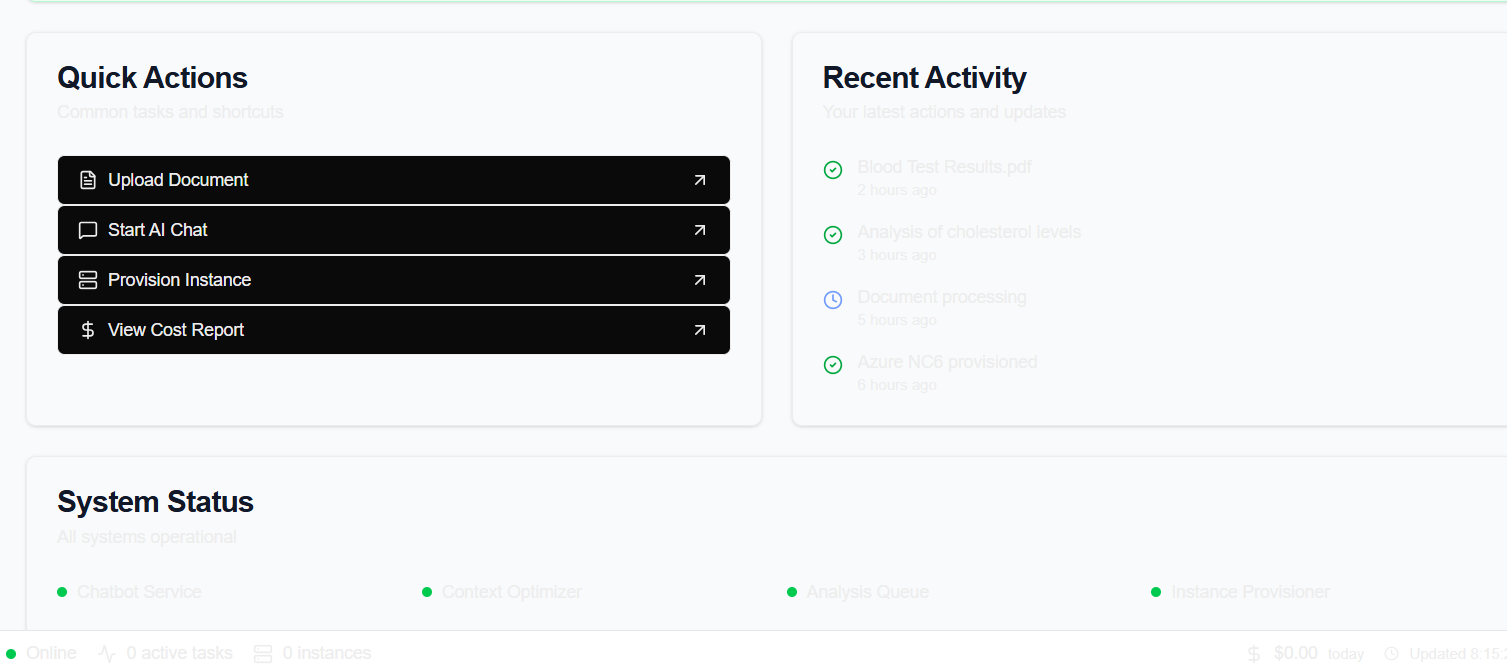 Quick Actions
Common tasks and shortcuts
Upload Document
Start AI Chat
Provision Instance
View Cost Report
Recent Activity
Your latest actions and updates
Blood Test Results.pdf
2 hours ago
Analysis of cholesterol levels
3 hours ago
Document processing
5 hours ago
Azure NC6 provisioned
6 hours ago
System Status
All systems operational
Chatbot Service
Context Optimizer
Analysis Queue
Instance Provisioner
Online 0 active tasks 0 instances $0.00 today Updated